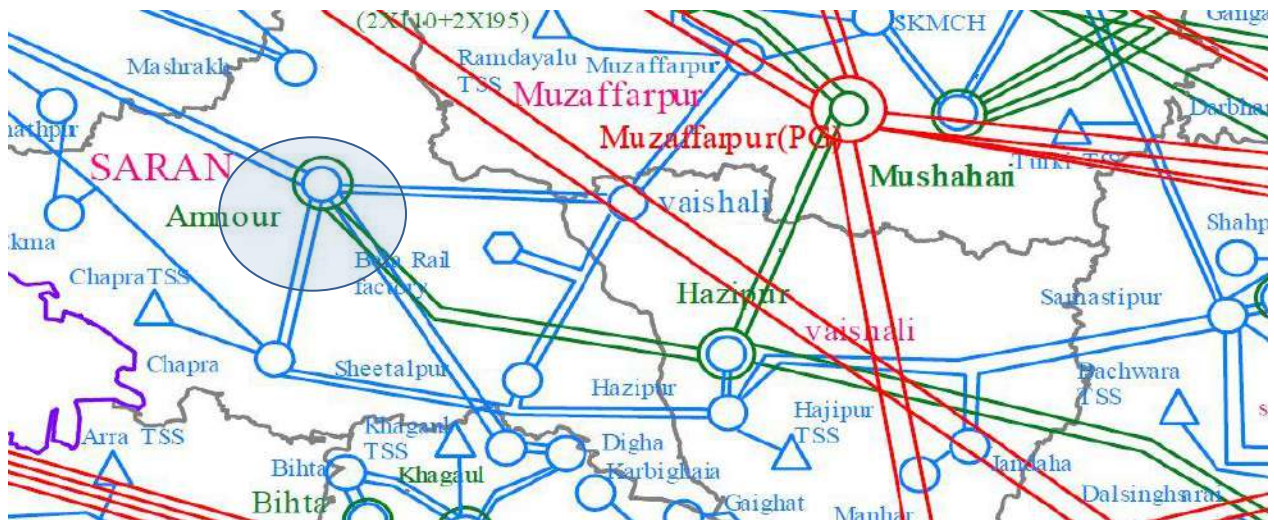 (2X110+2X195)
SKMCH
Mashrakh
Ramdayalu
TSS
Muzaffarpur
Muzaffarpur
Muzaffarpur(PG)
SARAN
Mushahari
vaishali
Amnour
Chapra TSS
Bela Rail
factory
Hazipur
Samastipur
vaishali
Chapra
Sheetalpur
Hazipur
Bachwara
TSS
Hajipur
TSS
Arra TSS
Khagaul
TSS
Digha
Bihta
Khagaul
Karbighaia
Jandaha
Bihta
Gaighat
Dalsinghsarai